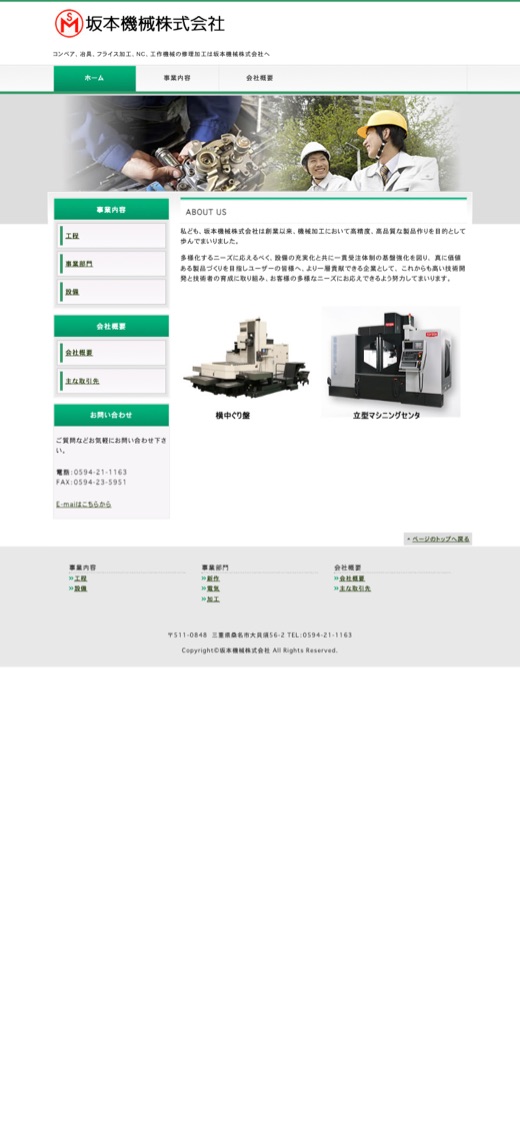 坂本機械株式会社
コンベア、冶具、フライス加工、NC、工作機械の修理加工は坂本機械株式会社へ
ホーム
事業内容
会社概要
事業内容
工程
事業部門
設備
会社概要
会社概要
主な取引先
お問い合わせ
ご質問などお気軽にお問い合わせ下さ
い。
電話:0594-21-1163
FAX:0594-23-5951
E-mailはこちらから
ABOUT US
私ども、坂本機械株式会社は創業以来、機械加工において高精度、高品質な製品作りを目的として
歩んでまいりました。
多様化するニーズに応えるべく、設備の充実化と共に一貫受注体制の基盤強化を図り、真に価値
ある製品づくりを目指しユーザーの皆様へ、より一層貢献できる企業として、これからも高い技術開
発と技術者の育成に取り組み、お客様の多様なニーズにお応えできるよう努力してまいります。
横中ぐり盤
立型マシニングセンタ
ページのトップへ戻る
事業内容
工程
設備
事業部門
新作
電気
加工
会社概要
会社概要
主な取引先
〒511-0848 三重県桑名市大貝須56-2 TEL:0594-21-1163
Copyright©坂本機械株式会社 All Rights Reserved.